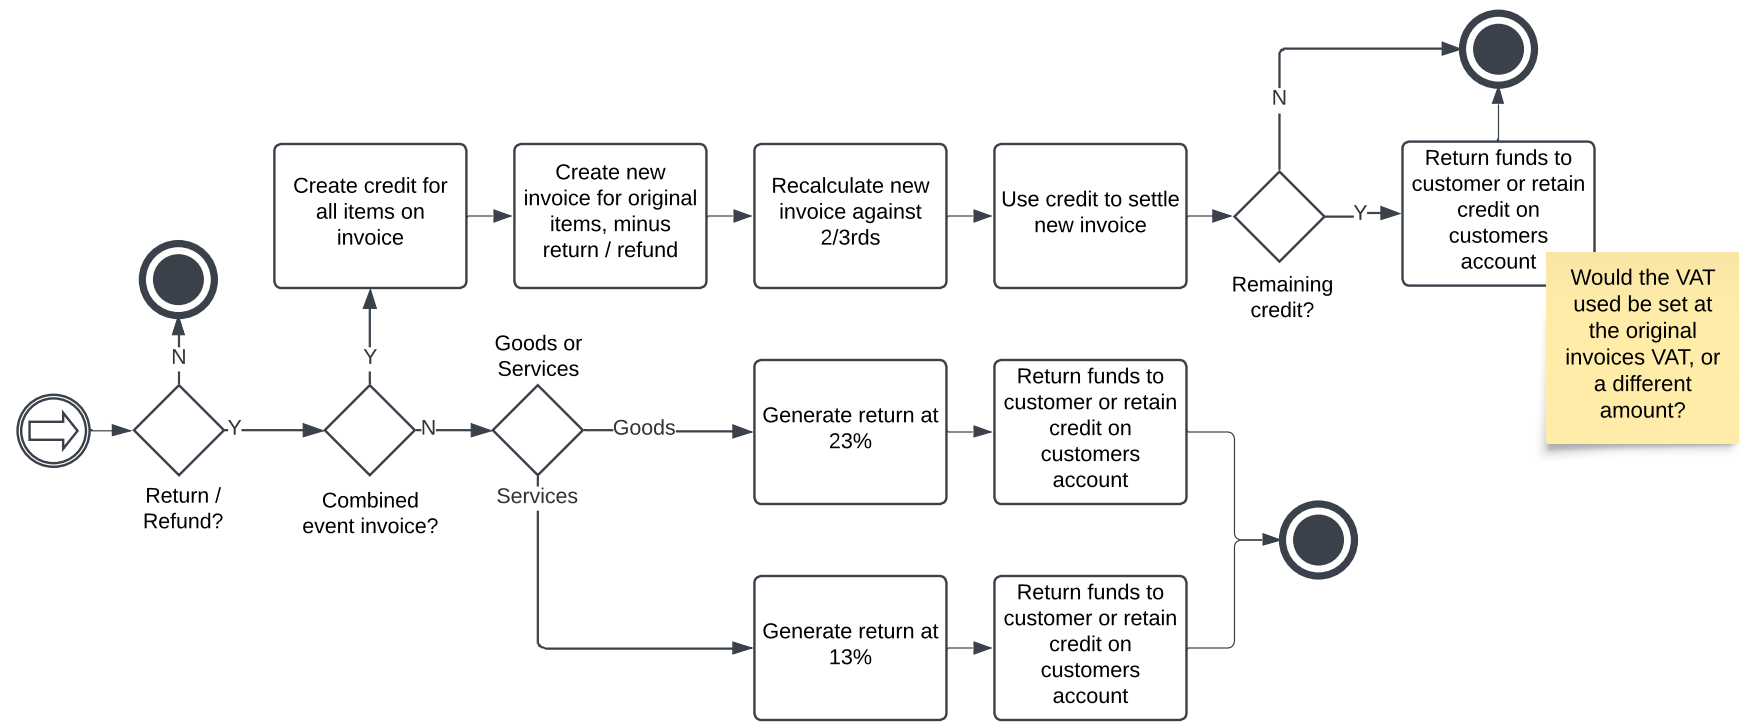 N
Create credit for
all items on
invoice
Create new
invoice for original
items, minus
return / refund
Recalculate new
invoice against
2/3rds
Use credit to settle
new invoice
Remaining
credit?
Y
Return funds to
customer or retain
credit on
customers
account
Would the VAT
used be set at
the original
invoices VAT, or
a different
amount?
N
Return /
Refund?
Y
Y
Combined
event invoice?
N
Goods or
Services
Goods
Services
Generate return at
23%
Return funds to
customer or retain
credit on
customers
account
Generate return at
13%
Return funds to
customer or retain
credit on
customers
account